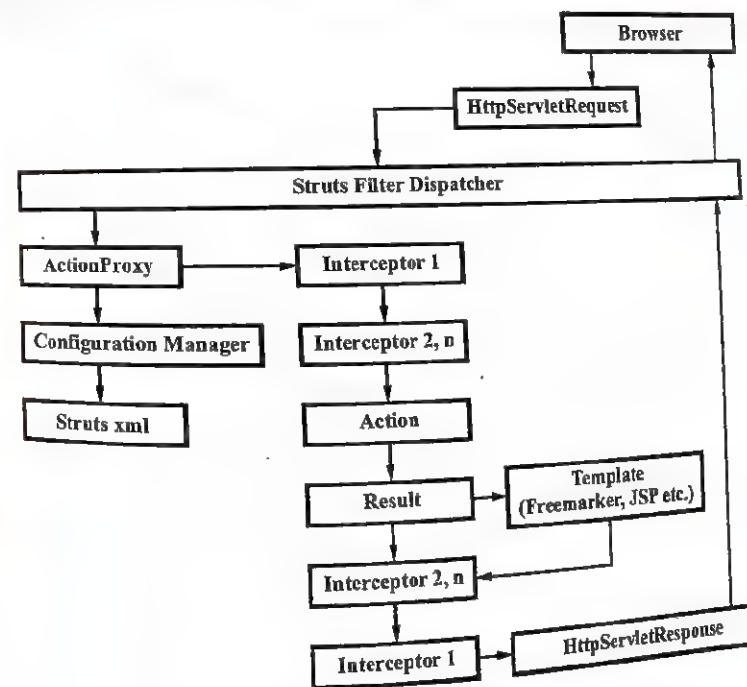 Browser
HttpServletRequest
Struts Filter Dispatcher
ActionProxy
Interceptor 1
Configuration Manager
Interceptor 2, n
Struts xml
Action
Result
Template
(Freemarker, JSP etc.)
Interceptor 2, n
Interceptor 1
HttpServletResponse